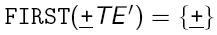 FIRST(±TE′) = {±}